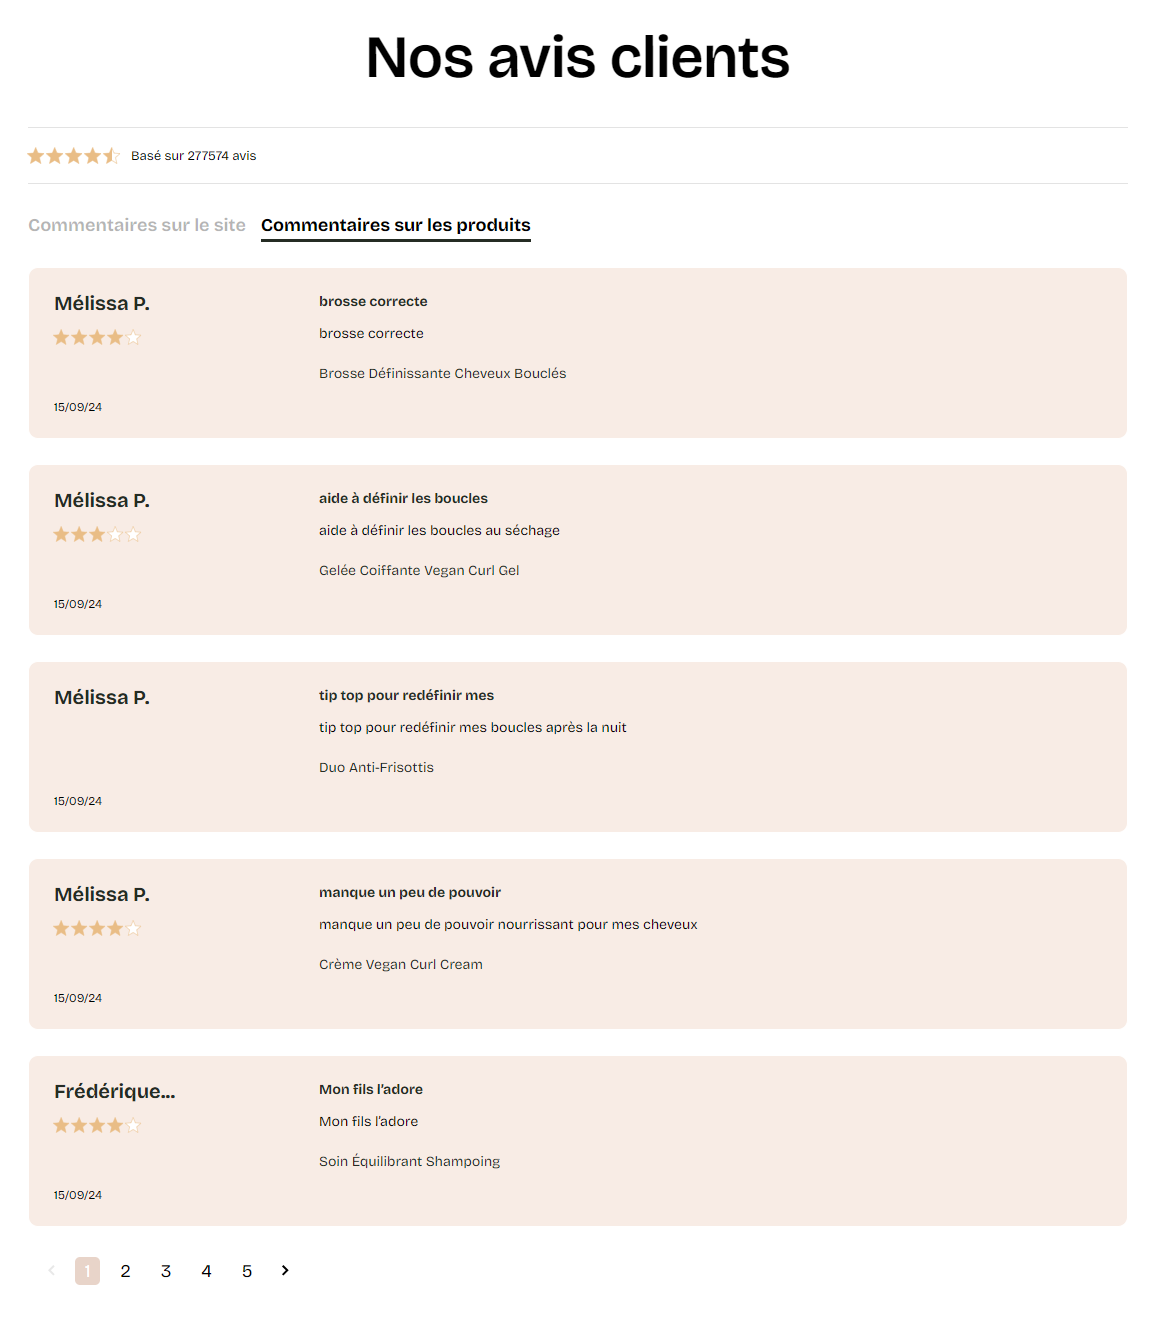 Nos avis clients
Basé sur 277574 avis
Commentaires sur le site Commentaires sur les produits
Mélissa P.
brosse correcte
brosse correcte
Brosse Définissante Cheveux Bouclés
15/09/24
Mélissa P.
aide à définir les boucles
aide à définir les boucles au séchage
Gelée Coiffante Vegan Curl Gel
15/09/24
Mélissa P.
tip top pour redéfinir mes
tip top pour redéfinir mes boucles après la nuit
Duo Anti-Frisottis
15/09/24
Mélissa P.
manque un peu de pouvoir
manque un peu de pouvoir nourrissant pour mes cheveux
Crème Vegan Curl Cream
15/09/24
Frédérique...
Mon fils l'adore
Mon fils l'adore
Soin Équilibrant Shampoing
15/09/24
1 2 3 4 5